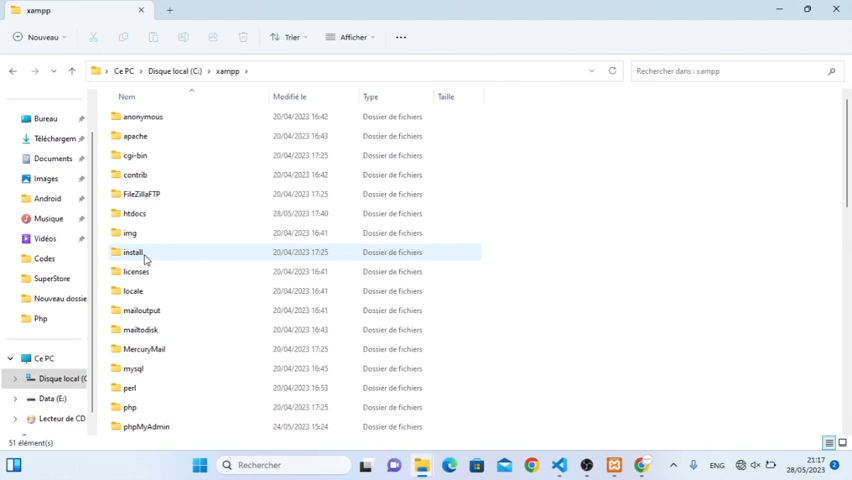 xampp
Nouveau
Trier
Afficher
Ce PC > Disque local (C:) > xampp >
Rechercher dans : xampp
Nom Modifié le Type Taille
anonymous 20/04/2023 16:42 Dossier de fichiers
apache 20/04/2023 16:43 Dossier de fichiers
cgi-bin 20/04/2023 17:25 Dossier de fichiers
contrib 20/04/2023 16:42 Dossier de fichiers
FileZillaFTP 20/04/2023 17:25 Dossier de fichiers
htdocs 28/05/2023 17:40 Dossier de fichiers
img 20/04/2023 16:41 Dossier de fichiers
install 20/04/2023 17:25 Dossier de fichiers
licenses 20/04/2023 16:41 Dossier de fichiers
locale 20/04/2023 16:41 Dossier de fichiers
mailoutput 20/04/2023 16:41 Dossier de fichiers
mailtodisk 20/04/2023 16:43 Dossier de fichiers
MercuryMail 20/04/2023 17:25 Dossier de fichiers
mysql 20/04/2023 16:45 Dossier de fichiers
perl 20/04/2023 16:53 Dossier de fichiers
php 20/04/2023 17:25 Dossier de fichiers
phpMyAdmin 24/05/2023 15:24 Dossier de fichiers
Bureau
Téléchargem
Documents
Images
Android
Musique
Vidéos
Codes
SuperStore
Nouveau dossie
Php
Ce PC
Disque local (C
Data (E:)
Lecteur de CD
51 élément(s)
Rechercher
ENG
21:17
28/05/2023
2